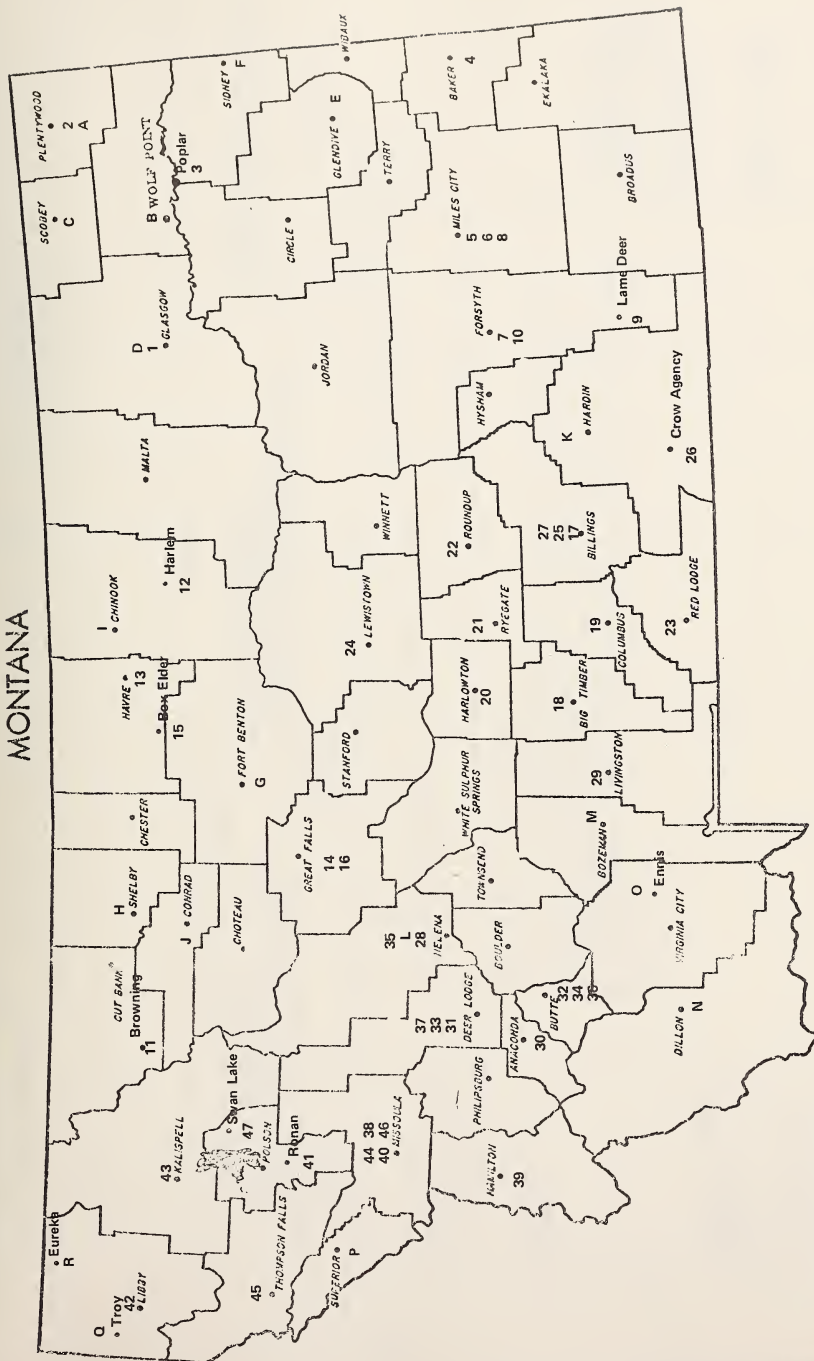 MONTANA
Eureka
R
Q
Troy
42
LIBBY
43
KALISPELL
Browning
11
CUT BANK
H
SHELBY
CHESTER
HAVRE
13
Box Elder
15
I
CHINOOK
Harlem
12
MALTA
D
1
GLASGOW
SCOBEY
C
PLENTYWOOD
2
A
B WOLF POINT
Poplar
3
J
CONRAD
CHOTEAU
FORT BENTON
G
SIDNEY
F
CIRCLE
GLENDIVE
E
WIBAUX
45
THOMPSON FALLS
Swan Lake
47
POLSON
Ronan
41
SUPERIOR
P
44 38
40 46
MISSOULA
GREAT FALLS
14
16
STANFORD
24
LEWISTOWN
WINNETT
JORDAN
TERRY
35
L
28
HELENA
37
33
31
DEER LODGE
PHILIPSBURG
HAMILTON
39
ANACONDA
30
BUTTE
32
34
BOULDER
TOWNSEND
WHITE SULPHUR
SPRINGS
HARLOWTON
20
21
RYEGATE
22
ROUNDUP
HYSHAM
FORSYTH
7
10
MILES CITY
5
6
8
BAKER
4
EKALAKA
DILLON
N
VIRGINIA CITY
O
Ennis
BOZEMAN
M
29
LIVINGSTON
18
BIG TIMBER
19
COLUMBUS
27
25
17
BILLINGS
K
HARDIN
Crow Agency
26
23
RED LODGE
Lame Deer
9
BROADUS